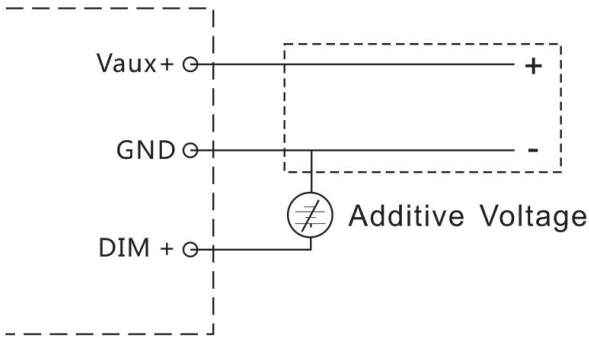 Vaux+
+
GND
-
Additive Voltage
DIM +